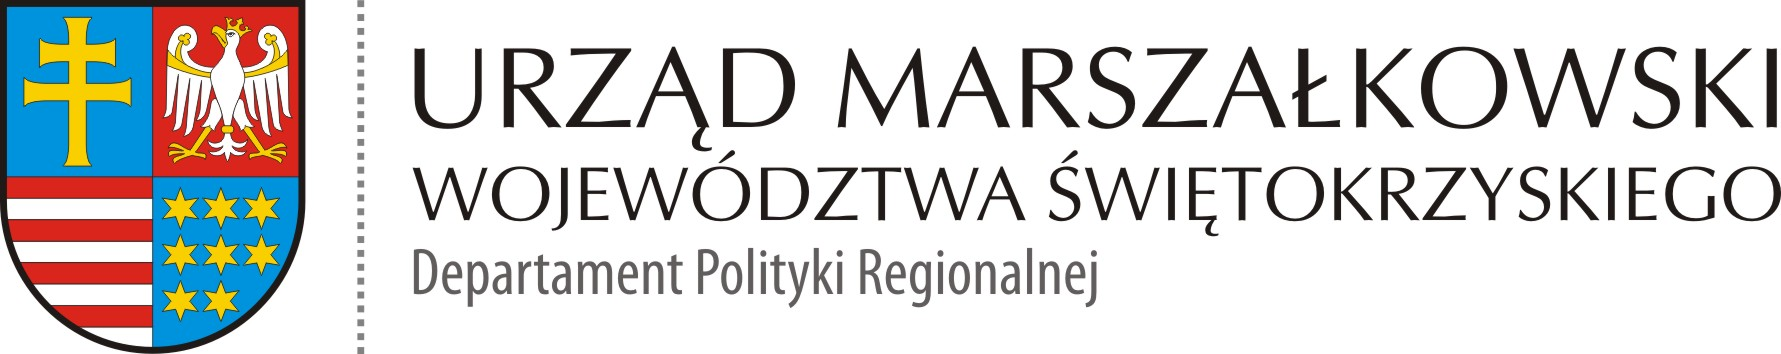 URZĄD MARSZAŁKOWSKI
WOJEWÓDZTWA ŚWIĘTOKRZYSKIEGO
Departament Polityki Regionalnej